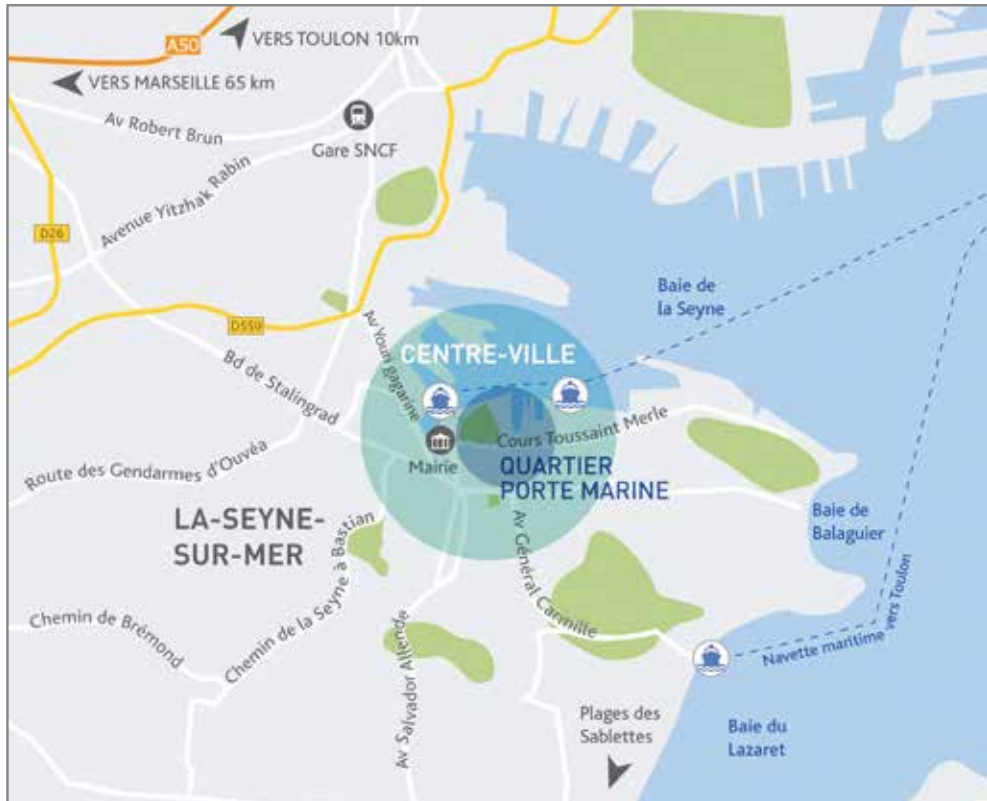 A50
VERS TOULON 10km
VERS MARSEILLE 65 km
Av Robert Brun
Gare SNCF
Avenue Yitzhak Rabin
D26
D559
Baie de
la Seyne
CENTRE-VILLE
Av Youri gagarine
Bd de Stalingrad
Cours Toussaint Merle
Mairie
QUARTIER
PORTE MARINE
Route des Gendarmes d'Ouvéa
LA-SEYNE-
SUR-MER
Baie de
Balaguier
Av Général Carmille
Chemin de la Seyne à Bastian
Chemin de Brémond
Av Salvador Allende
Navette maritime vers Toulon
Plages des
Sablettes
Baie du
Lazaret